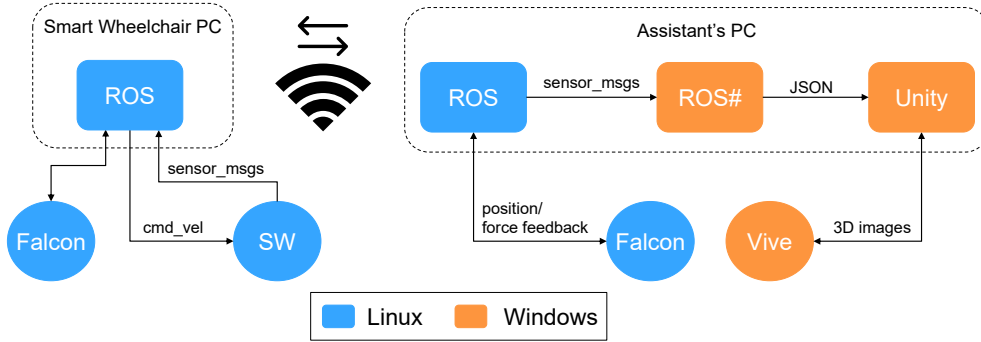 Smart Wheelchair PC
Assistant's PC
ROS
ROS
sensor_msgs
ROS#
JSON
Unity
sensor_msgs
Falcon
cmd_vel
SW
position/
force feedback
Falcon
Vive
3D images
Linux
Windows